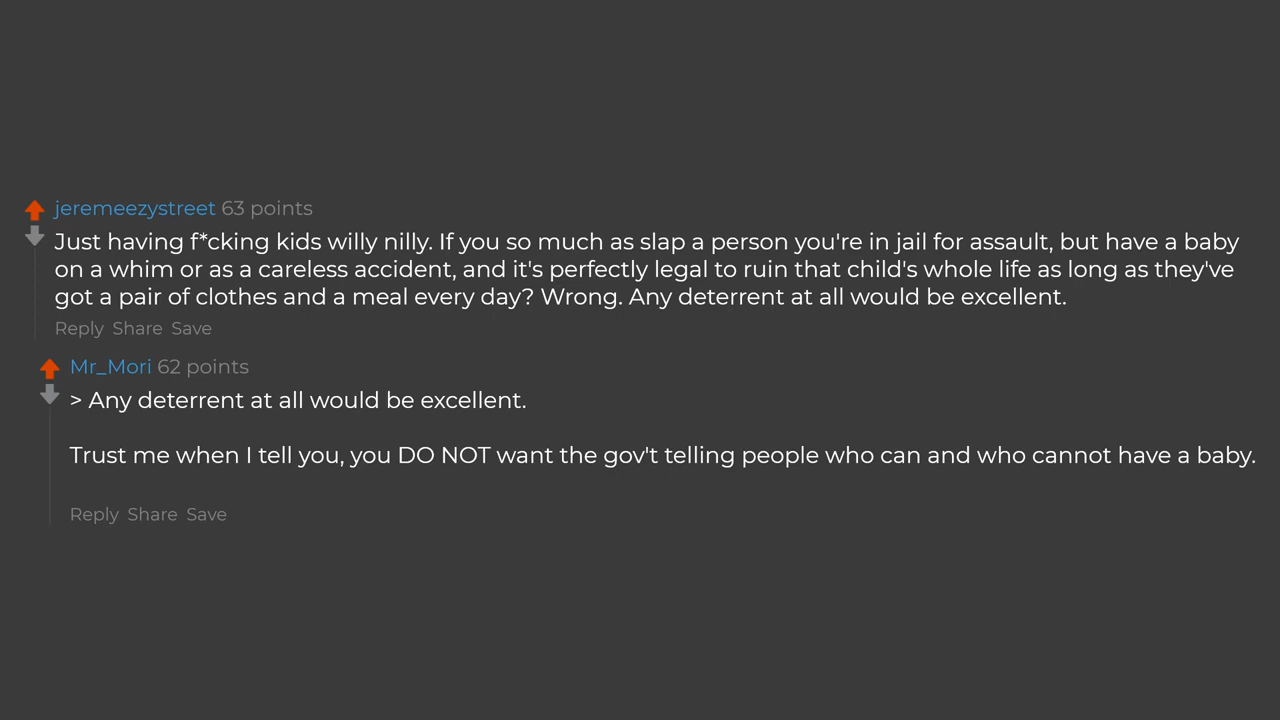 jeremeezystreet 63 points
Just having f*cking kids willy nilly. If you so much as slap a person you're in jail for assault, but have a baby
on a whim or as a careless accident, and it's perfectly legal to ruin that child's whole life as long as they've
got a pair of clothes and a meal every day? Wrong. Any deterrent at all would be excellent.
Reply Share Save
Mr_Mori 62 points
> Any deterrent at all would be excellent.
Trust me when I tell you, you DO NOT want the gov't telling people who can and who cannot have a baby.
Reply Share Save